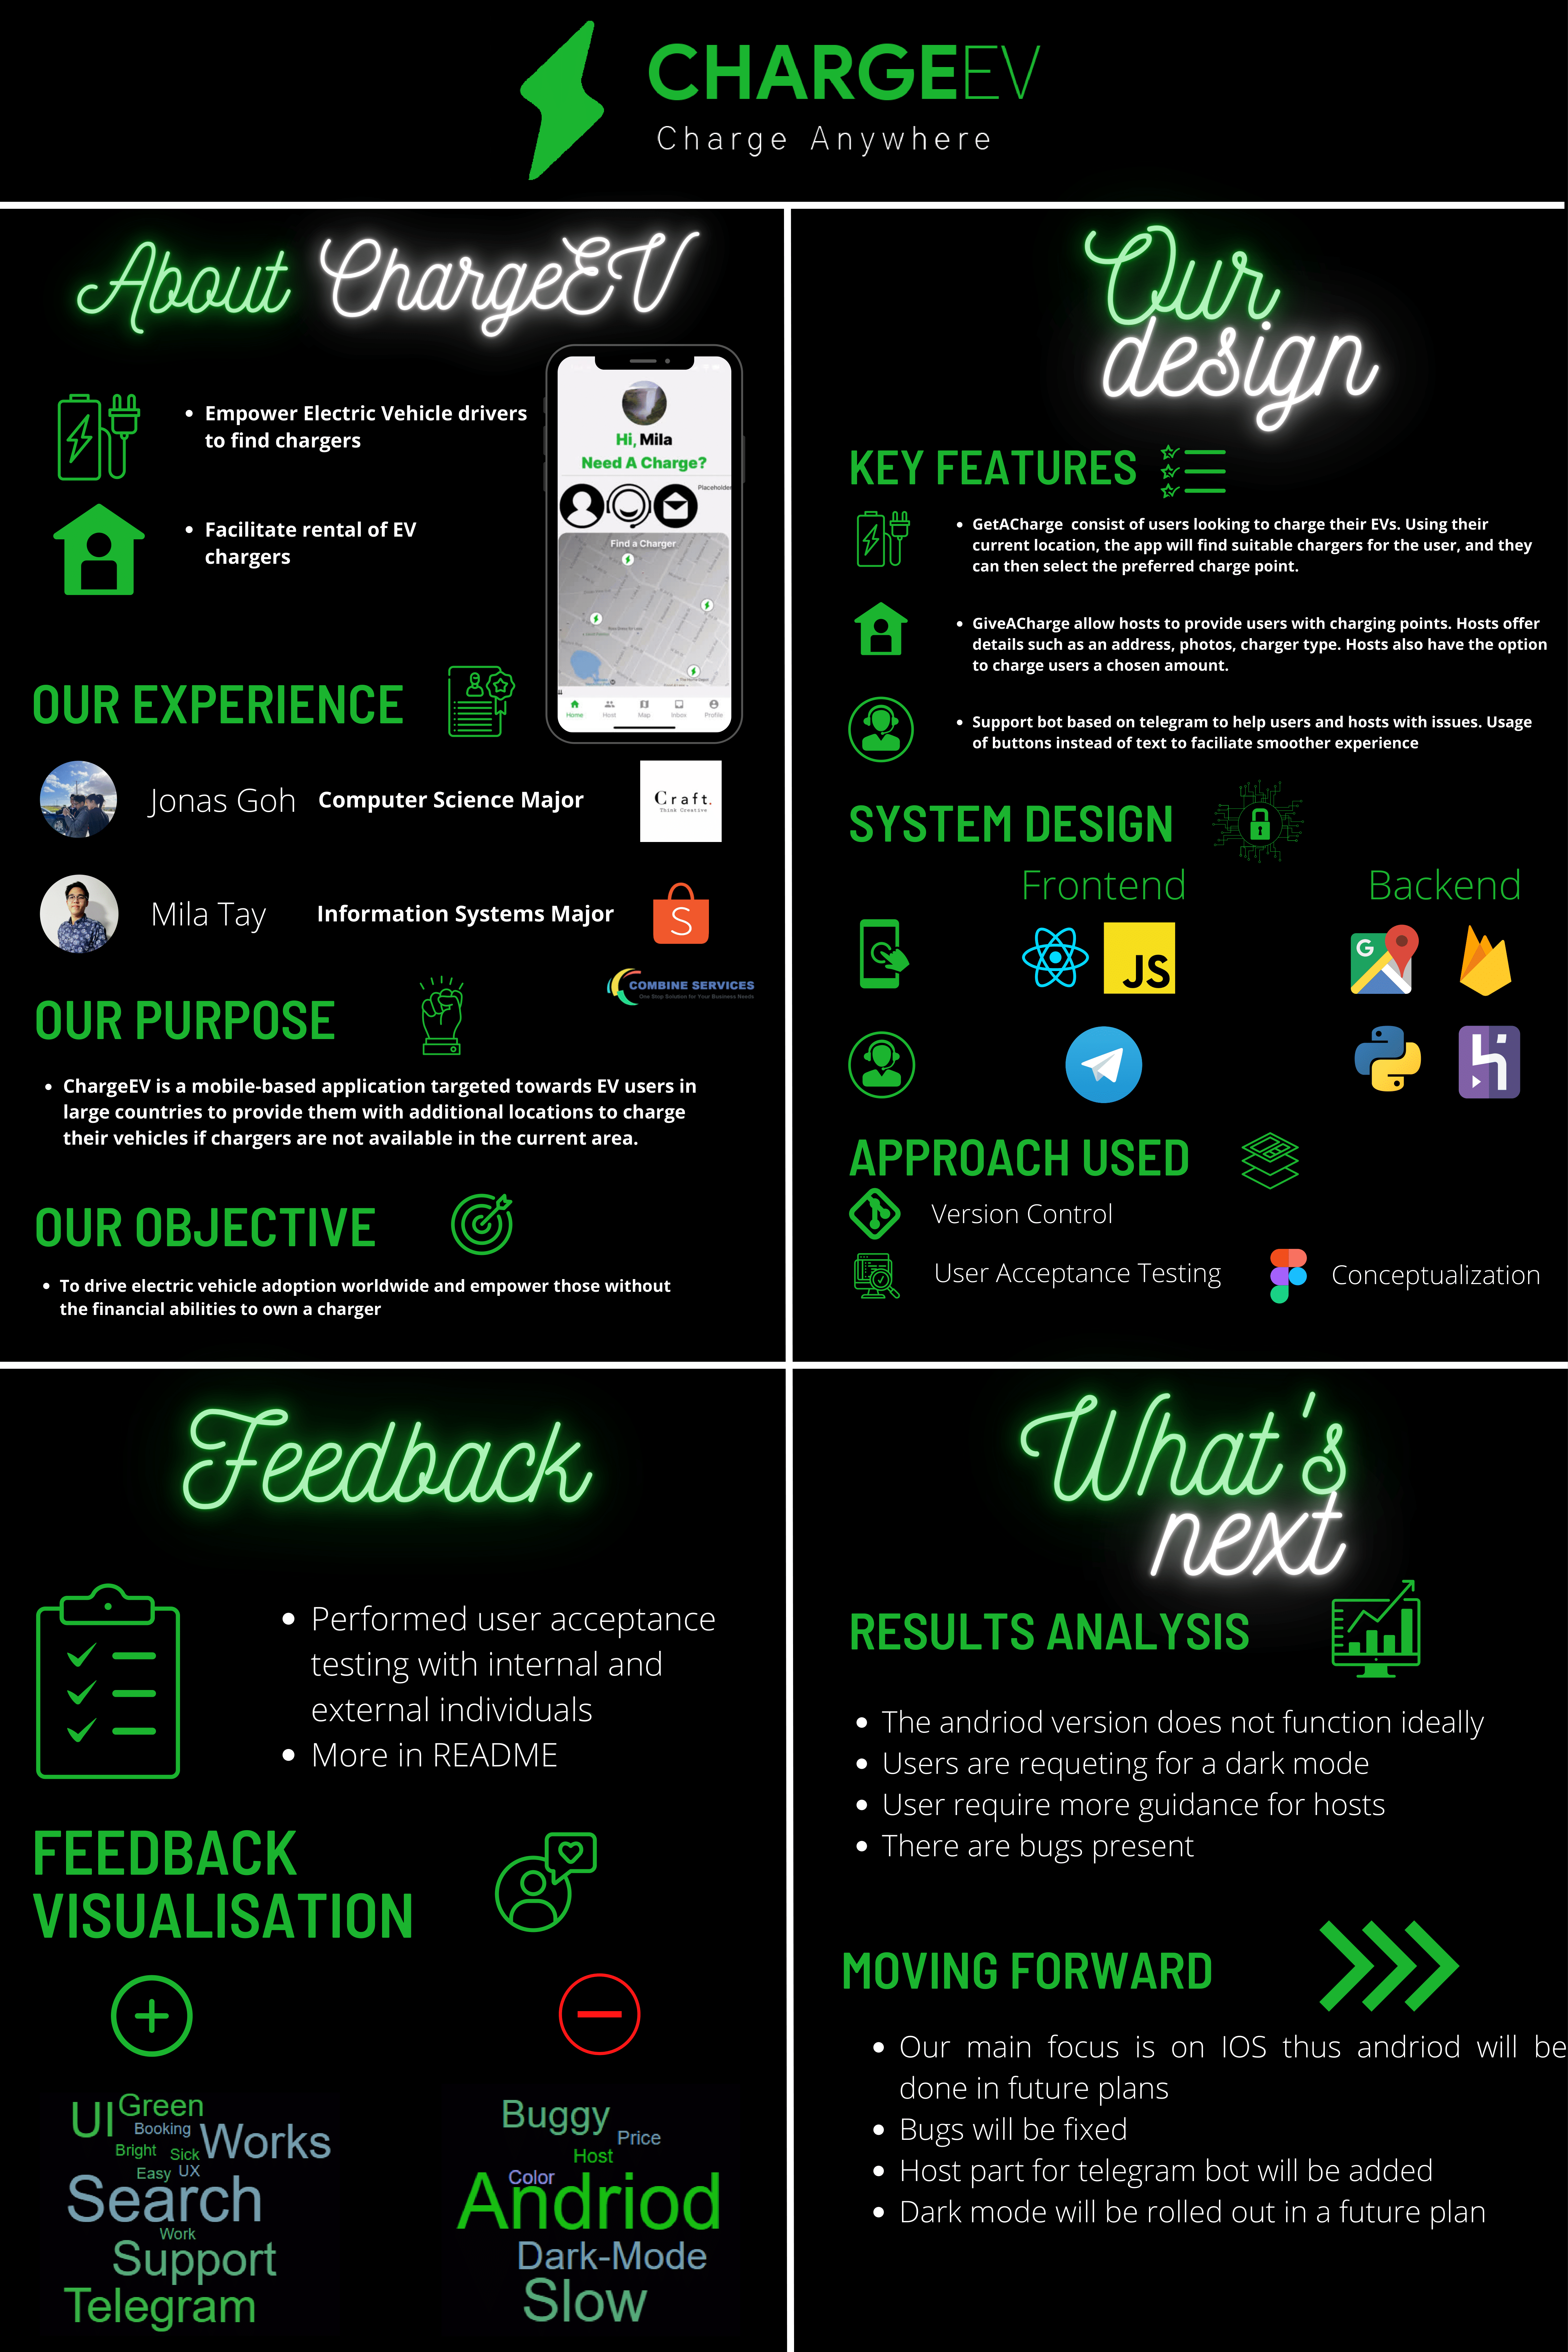 CHARGEEV
Charge Anywhere
About ChargeEV
• Empower Electric Vehicle drivers
to find chargers
• Facilitate rental of EV
chargers
Hi, Mila
Need A Charge?
Placeholder
Find a Charger
Home Host Map Inbox Profile
OUR EXPERIENCE
Jonas Goh Computer Science Major
Craft.
Think Creative
Mila Tay Information Systems Major
S
COMBINE SERVICES
One Stop Solution for Your Business Needs
OUR PURPOSE
• ChargeEV is a mobile-based application targeted towards EV users in
large countries to provide them with additional locations to charge
their vehicles if chargers are not available in the current area.
OUR OBJECTIVE
• To drive electric vehicle adoption worldwide and empower those without
the financial abilities to own a charger
Our
design
KEY FEATURES
• GetACharge consist of users looking to charge their EVs. Using their
current location, the app will find suitable chargers for the user, and they
can then select the preferred charge point.
• GiveACharge allow hosts to provide users with charging points. Hosts offer
details such as an address, photos, charger type. Hosts also have the option
to charge users a chosen amount.
• Support bot based on telegram to help users and hosts with issues. Usage
of buttons instead of text to faciliate smoother experience
SYSTEM DESIGN
Frontend Backend
JS
G
APPROACH USED
Version Control
User Acceptance Testing Conceptualization
Feedback
• Performed user acceptance
testing with internal and
external individuals
• More in README
FEEDBACK
VISUALISATION
UI Green
Booking
Works
Bright Sick
Easy UX
Search
Work
Support
Telegram
Buggy
Price
Host
Color
Andriod
Dark-Mode
Slow
What's
next
RESULTS ANALYSIS
• The andriod version does not function ideally
• Users are requeting for a dark mode
• User require more guidance for hosts
• There are bugs present
MOVING FORWARD
• Our main focus is on IOS thus andriod will be
done in future plans
• Bugs will be fixed
• Host part for telegram bot will be added
• Dark mode will be rolled out in a future plan